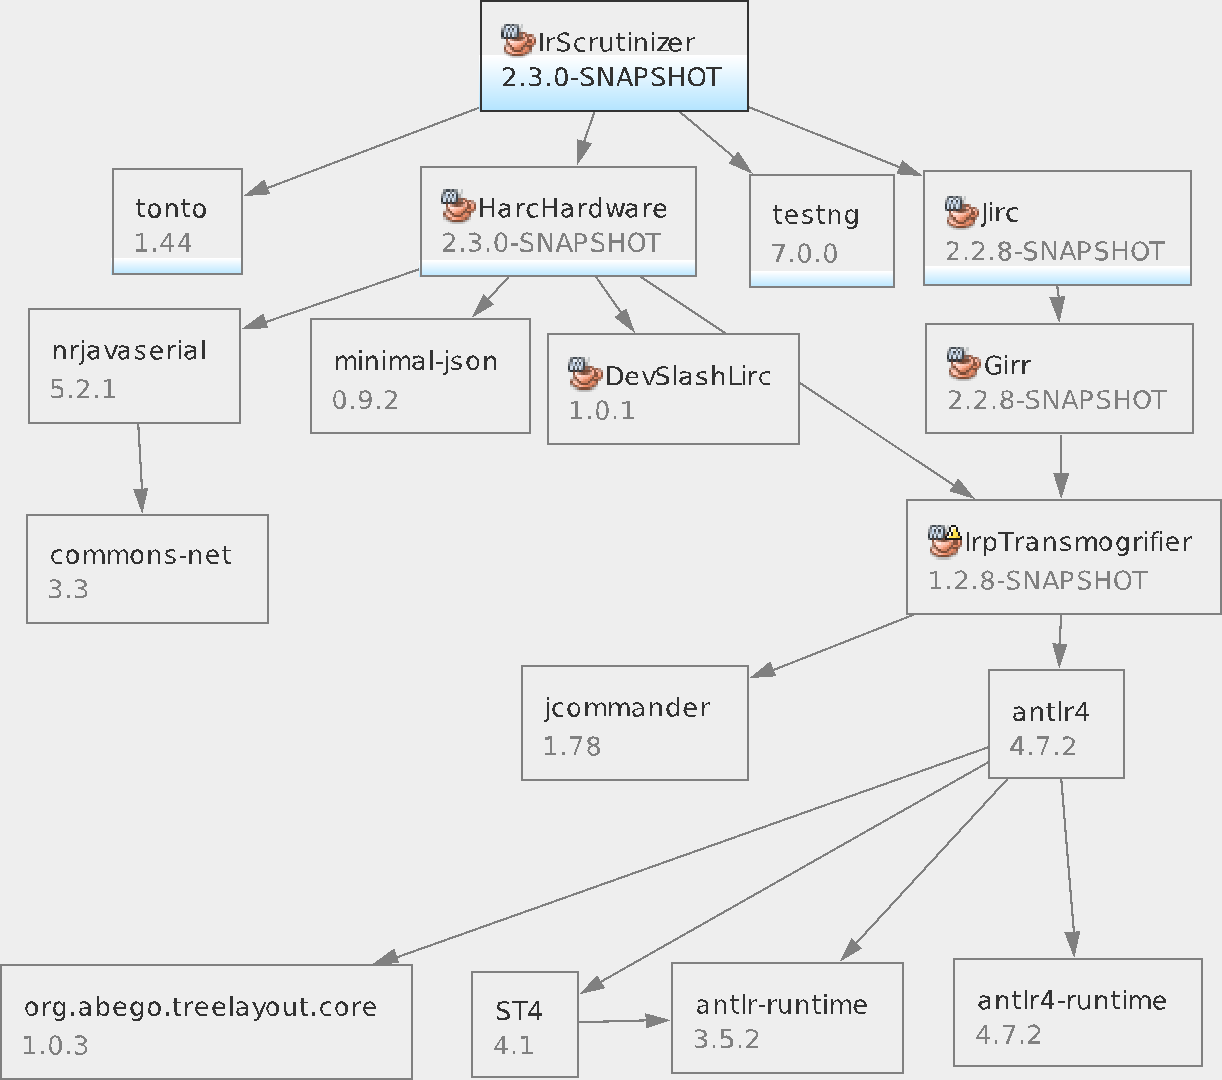 IrScrutinizer
2.3.0-SNAPSHOT
tonto
1.44
HarcHardware
2.3.0-SNAPSHOT
testng
7.0.0
Jirc
2.2.8-SNAPSHOT
nrjavaserial
5.2.1
minimal-json
0.9.2
DevSlashLirc
1.0.1
Girr
2.2.8-SNAPSHOT
commons-net
3.3
IrpTransmogrifier
1.2.8-SNAPSHOT
jcommander
1.78
antlr4
4.7.2
org.abego.treelayout.core
1.0.3
ST4
4.1
antlr-runtime
3.5.2
antlr4-runtime
4.7.2